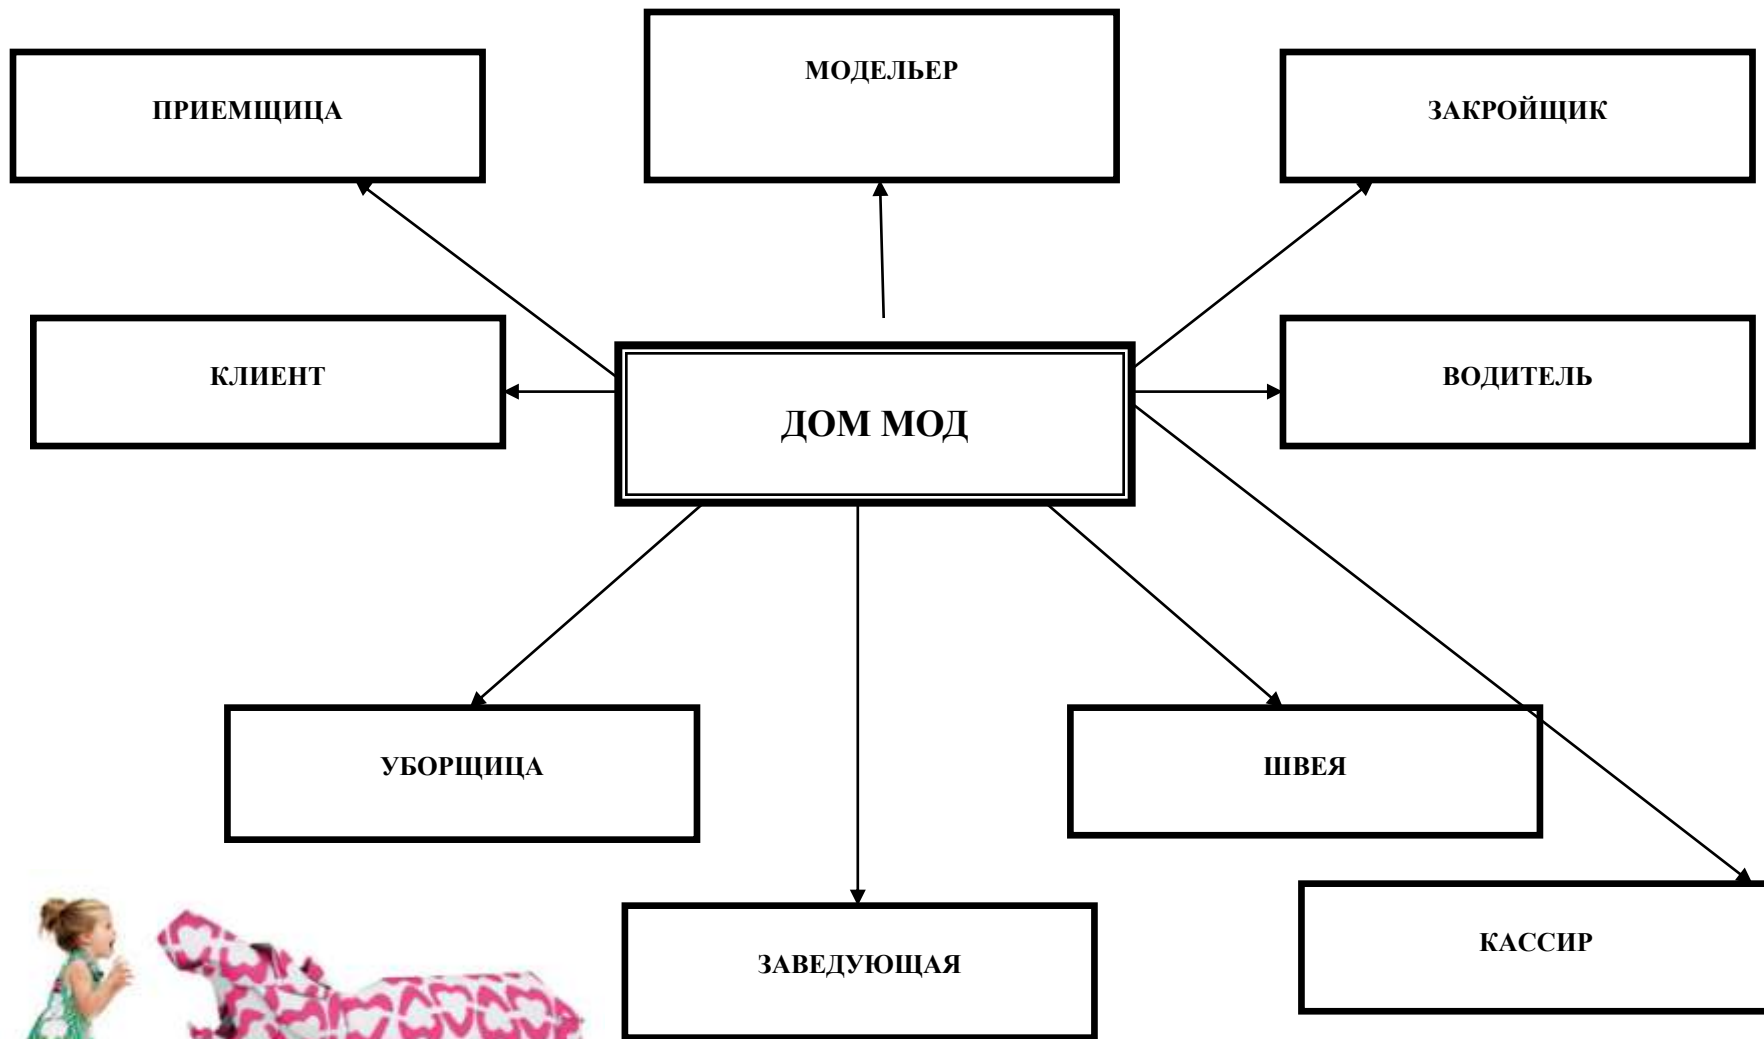 МОДЕЛЬЕР
ПРИЕМЩИЦА
ЗАКРОЙЩИК
КЛИЕНТ
ВОДИТЕЛЬ
ДОМ МОД
УБОРЩИЦА
ШВЕЯ
ЗАВЕДУЮЩАЯ
КАССИР